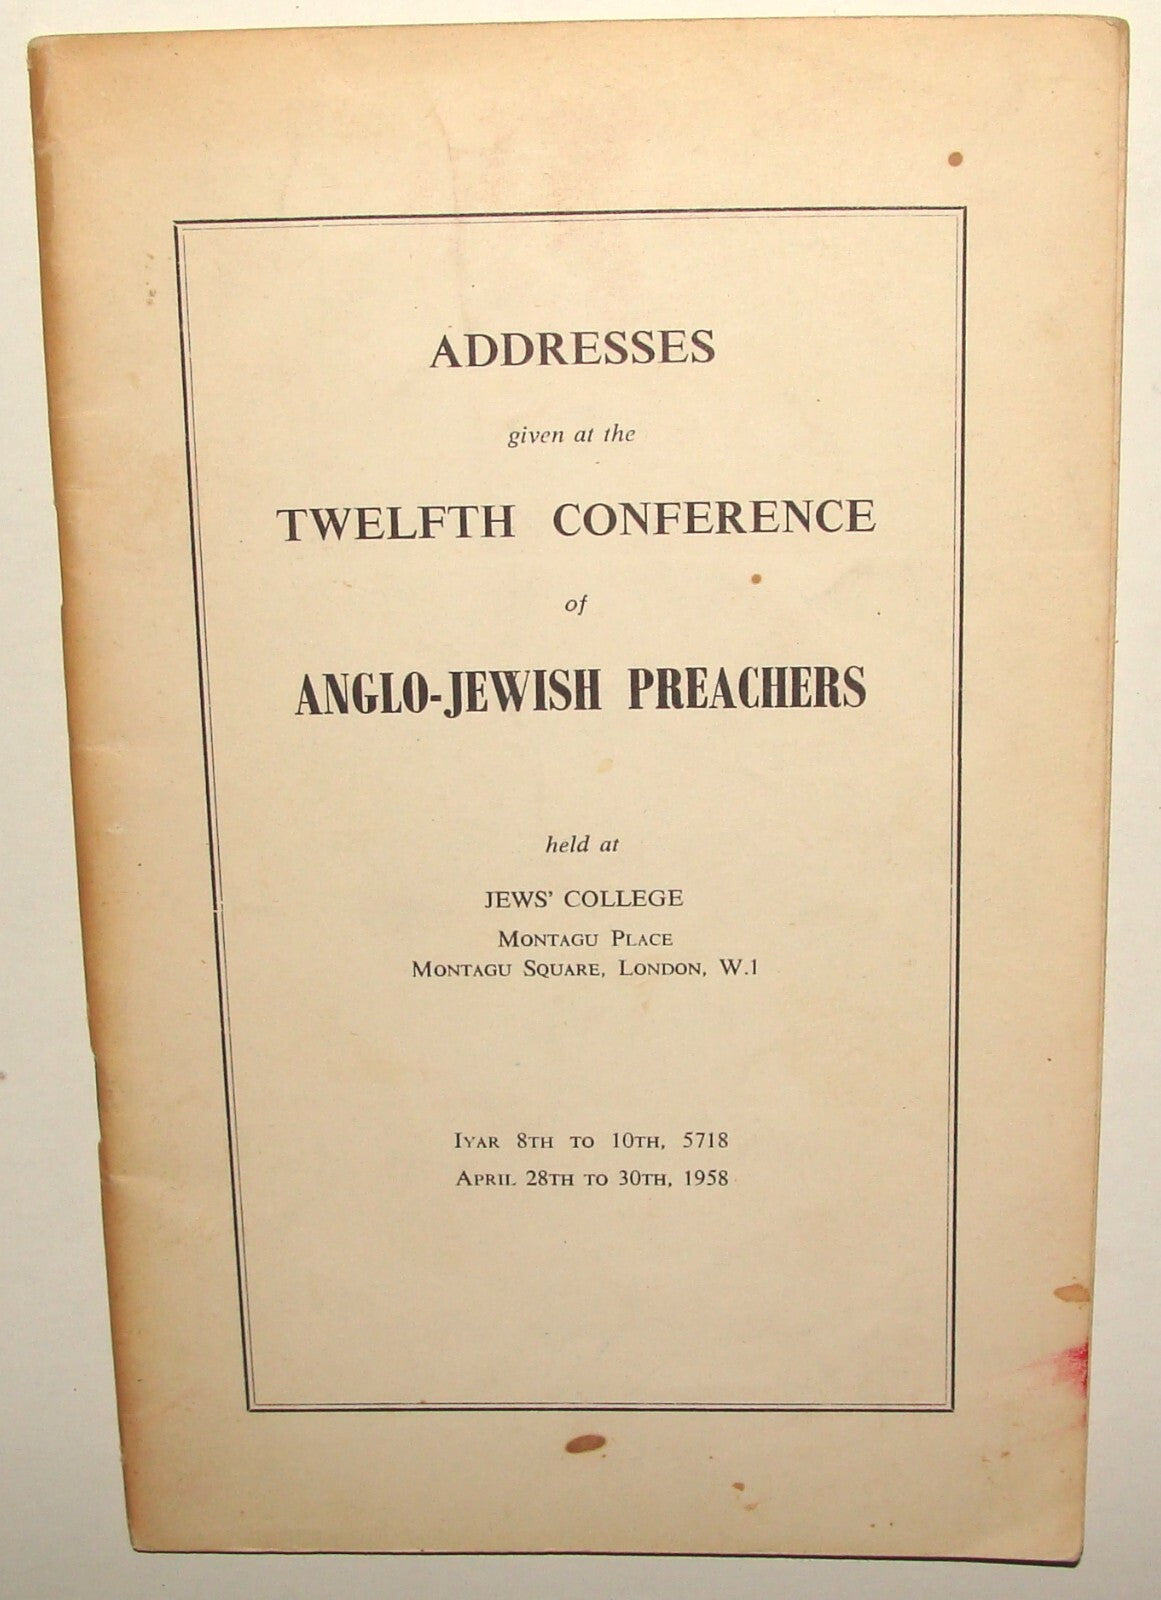 ADDRESSES
given at the
TWELFTH CONFERENCE
of
ANGLO-JEWISH PREACHERS
held at
JEWS' COLLEGE
MONTAGU PLACE
MONTAGU SQUARE, LONDON, W.1
IYAR 8TH TO 10TH, 5718
APRIL 28TH TO 30TH, 1958